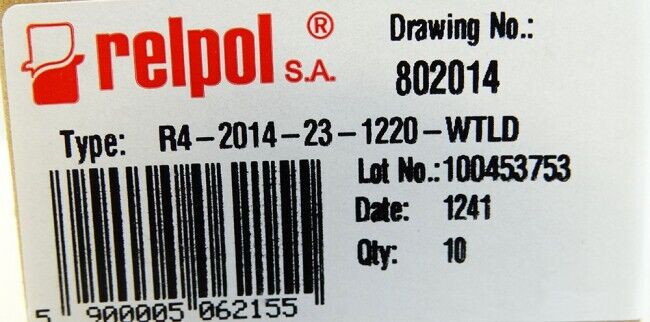 relpol ® S.A.
Drawing No.:
802014
Type: R4-2014-23-1220-WTLD
Lot No.:100453753
Date: 1241
Qty: 10
5 900005 062155